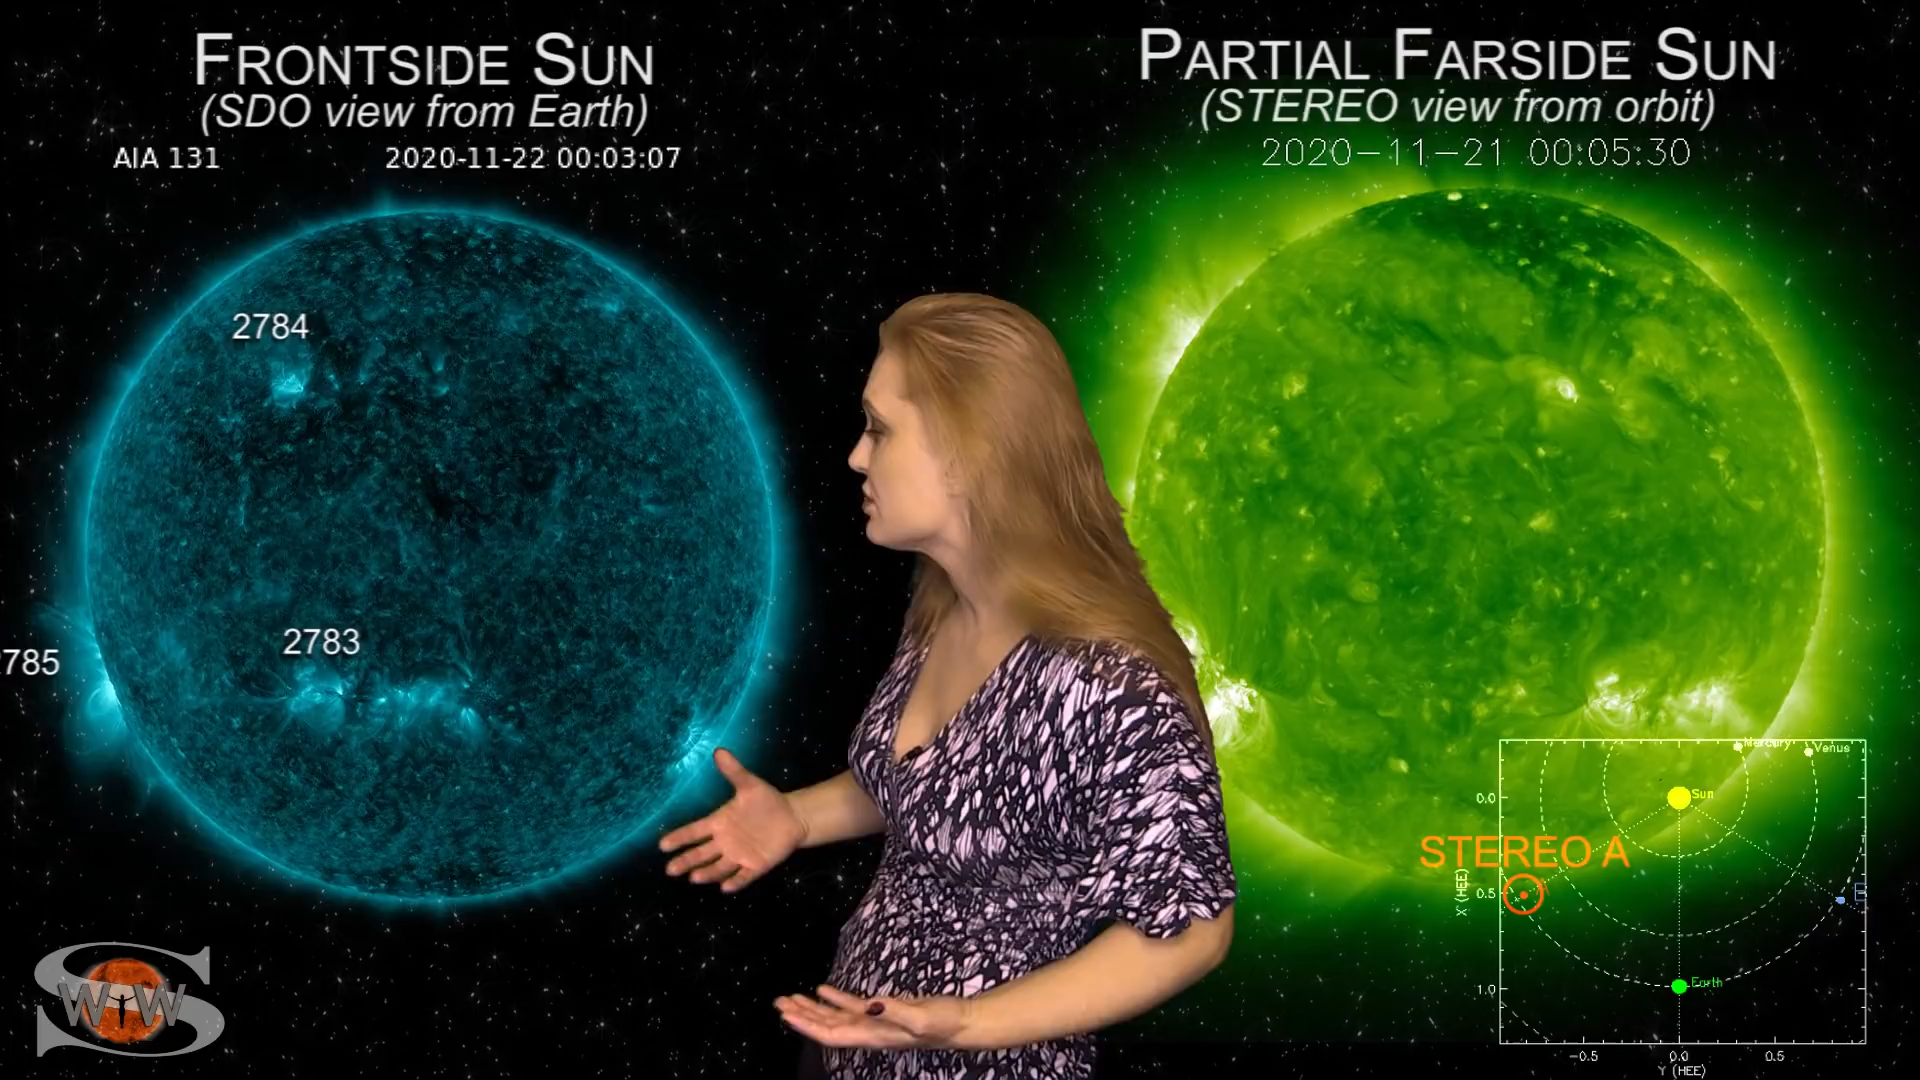 FRONTSIDE SUN
(SDO view from Earth)
AIA 131 2020-11-22 00:03:07
PARTIAL FARSIDE SUN
(STEREO view from orbit)
2020-11-21 00:05:30
2784
2783
2785
Mercury
Venus
Sun
0.0
STEREO A
0.5
X (HEE)
Earth
1.0
-0.5 0.0 0.5
Y (HEE)
S
WTW